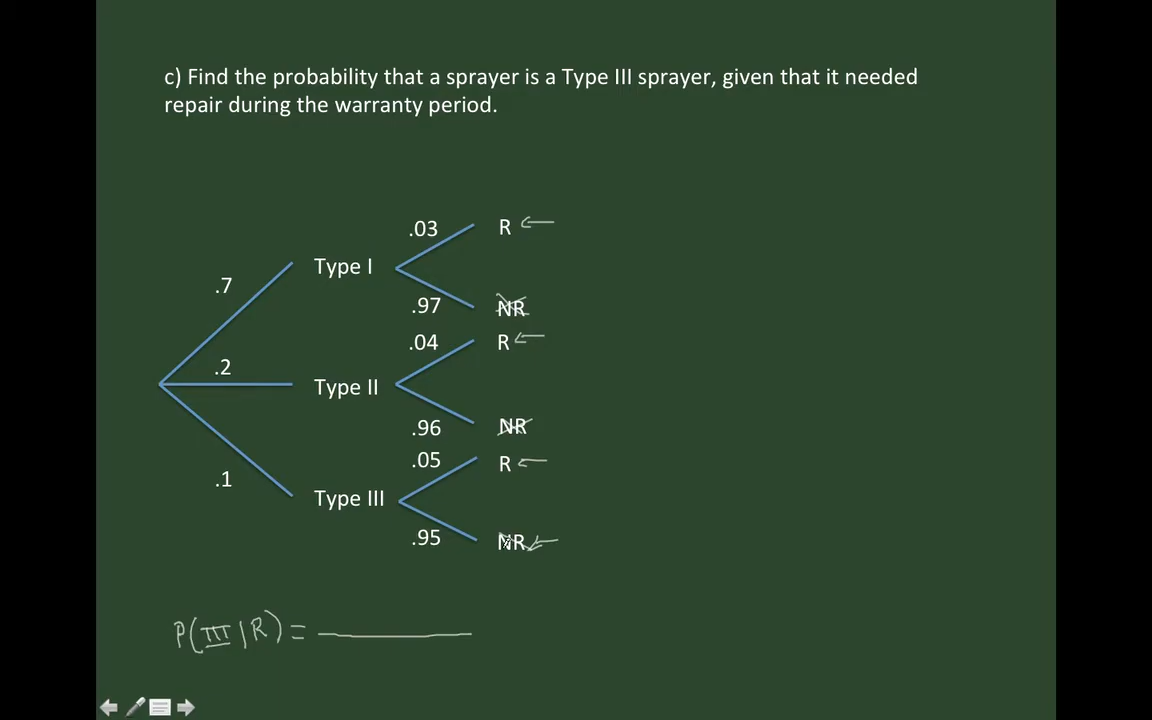 c) Find the probability that a sprayer is a Type III sprayer, given that it needed
repair during the warranty period.
.03
R
.7
Type I
.97
NR
.04
R
.2
Type II
.96
NR
.05
R
.1
Type III
.95
NR
P(III|R)=